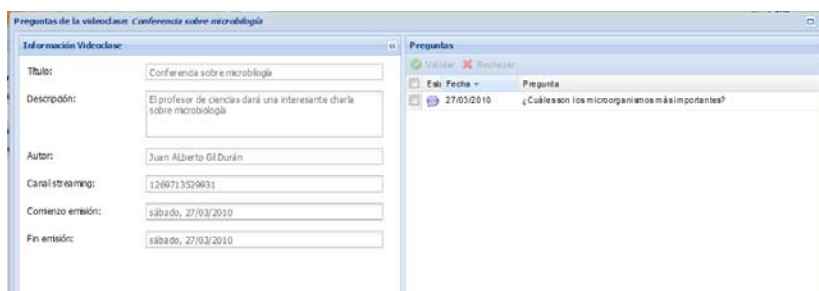 Preguntas de la videoclase: Conferencia sobre microbiología
Información Videoclase
Título:
Conferencia sobre microbiología
Descripción:
El profesor de ciencias dará una interesante charla
sobre microbiología
Autor:
Juan ALberto Gil Durán
Canal streaming:
1269713529931
Comienzo emisión:
sábado, 27/03/2010
Fin emisión:
sábado, 27/03/2010
Preguntas
Validar Rechazar
Esta Fecha Pregunta
27/03/2010 ¿Cuáles son los microorganismos más importantes?